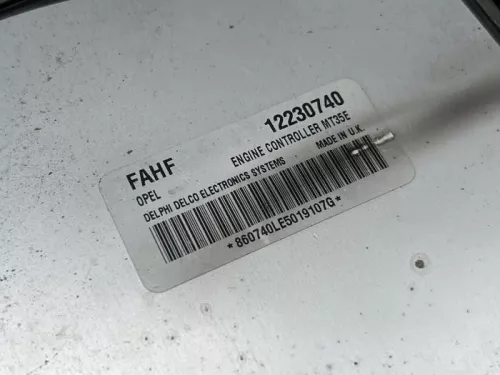 FAHF 12230740
OPEL ENGINE CONTROLLER MT35E
DELPHI DELCO ELECTRONICS SYSTEMS MADE IN U.K.
*860740LE5019107G*